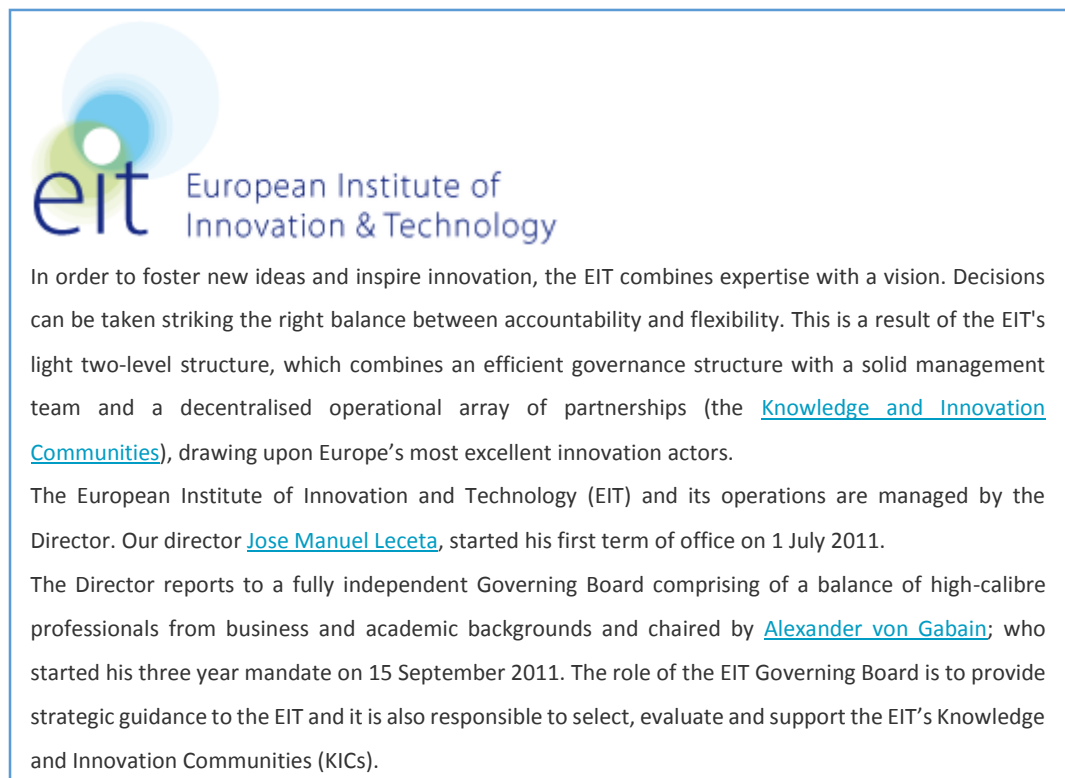 eit European Institute of
Innovation & Technology
In order to foster new ideas and inspire innovation, the EIT combines expertise with a vision. Decisions
can be taken striking the right balance between accountability and flexibility. This is a result of the EIT's
light two-level structure, which combines an efficient governance structure with a solid management
team and a decentralised operational array of partnerships (the Knowledge and Innovation
Communities), drawing upon Europe’s most excellent innovation actors.
The European Institute of Innovation and Technology (EIT) and its operations are managed by the
Director. Our director Jose Manuel Leceta, started his first term of office on 1 July 2011.
The Director reports to a fully independent Governing Board comprising of a balance of high-calibre
professionals from business and academic backgrounds and chaired by Alexander von Gabain; who
started his three year mandate on 15 September 2011. The role of the EIT Governing Board is to provide
strategic guidance to the EIT and it is also responsible to select, evaluate and support the EIT’s Knowledge
and Innovation Communities (KICs).